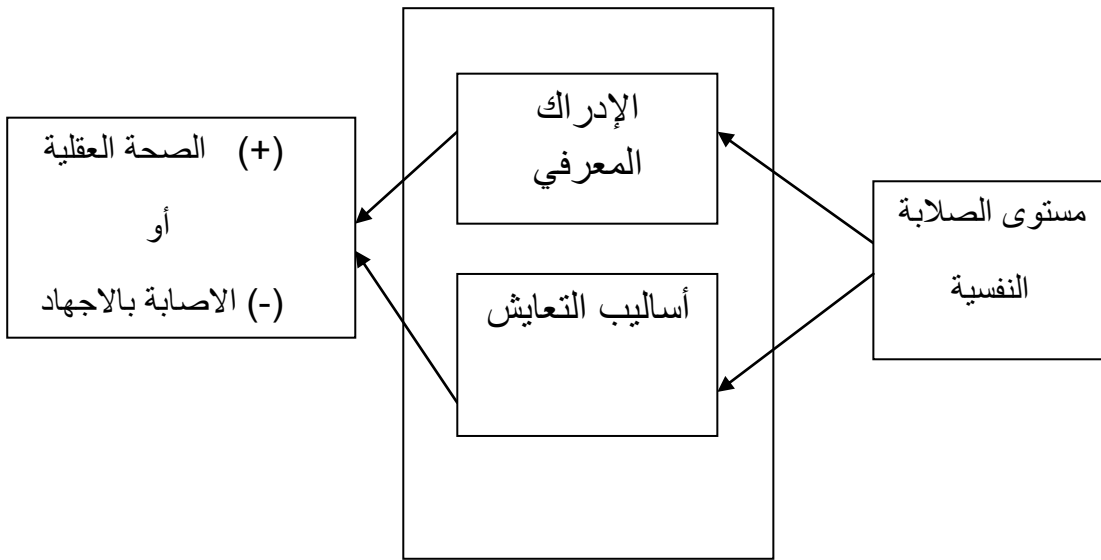 مستوى الصلابة
النفسية
الإدراك
المعرفي
أساليب التعايش
(+) الصحة العقلية
أو
(-) الاصابة بالاجهاد